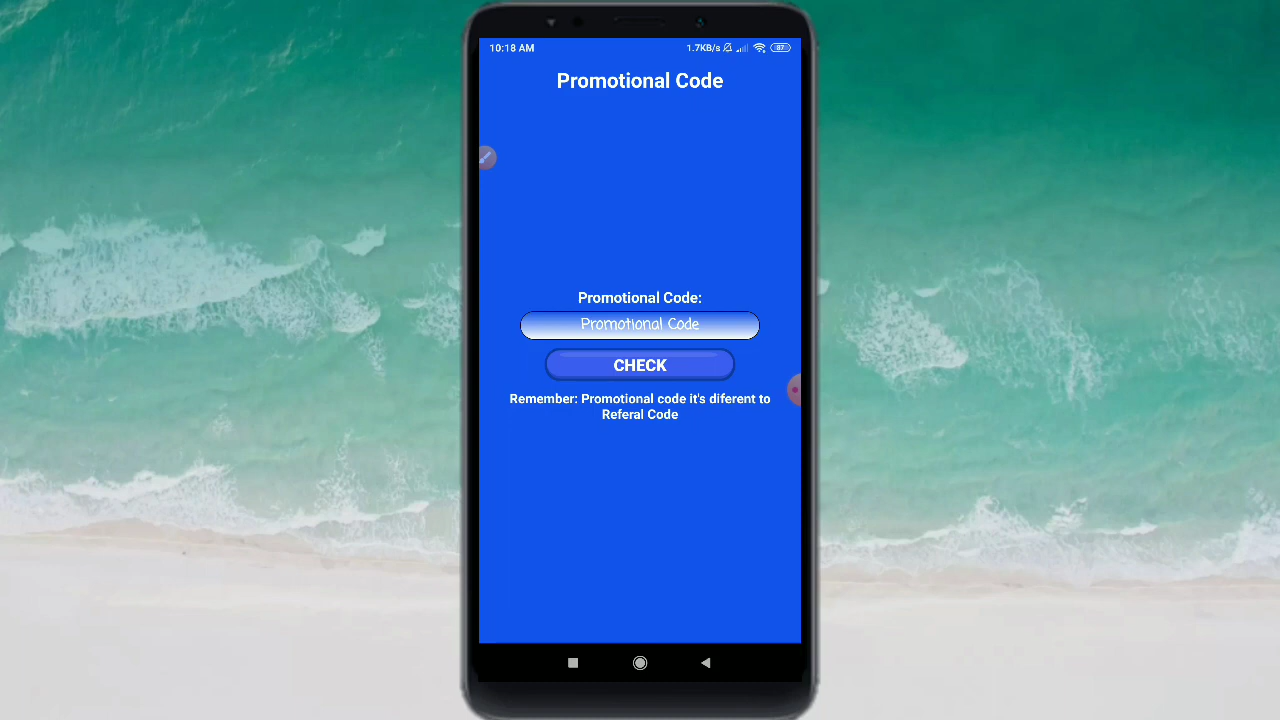 10:18 AM 1.7KB/s 87
Promotional Code
Promotional Code:
Promotional Code
CHECK
Remember: Promotional code it's diferent to
Referal Code